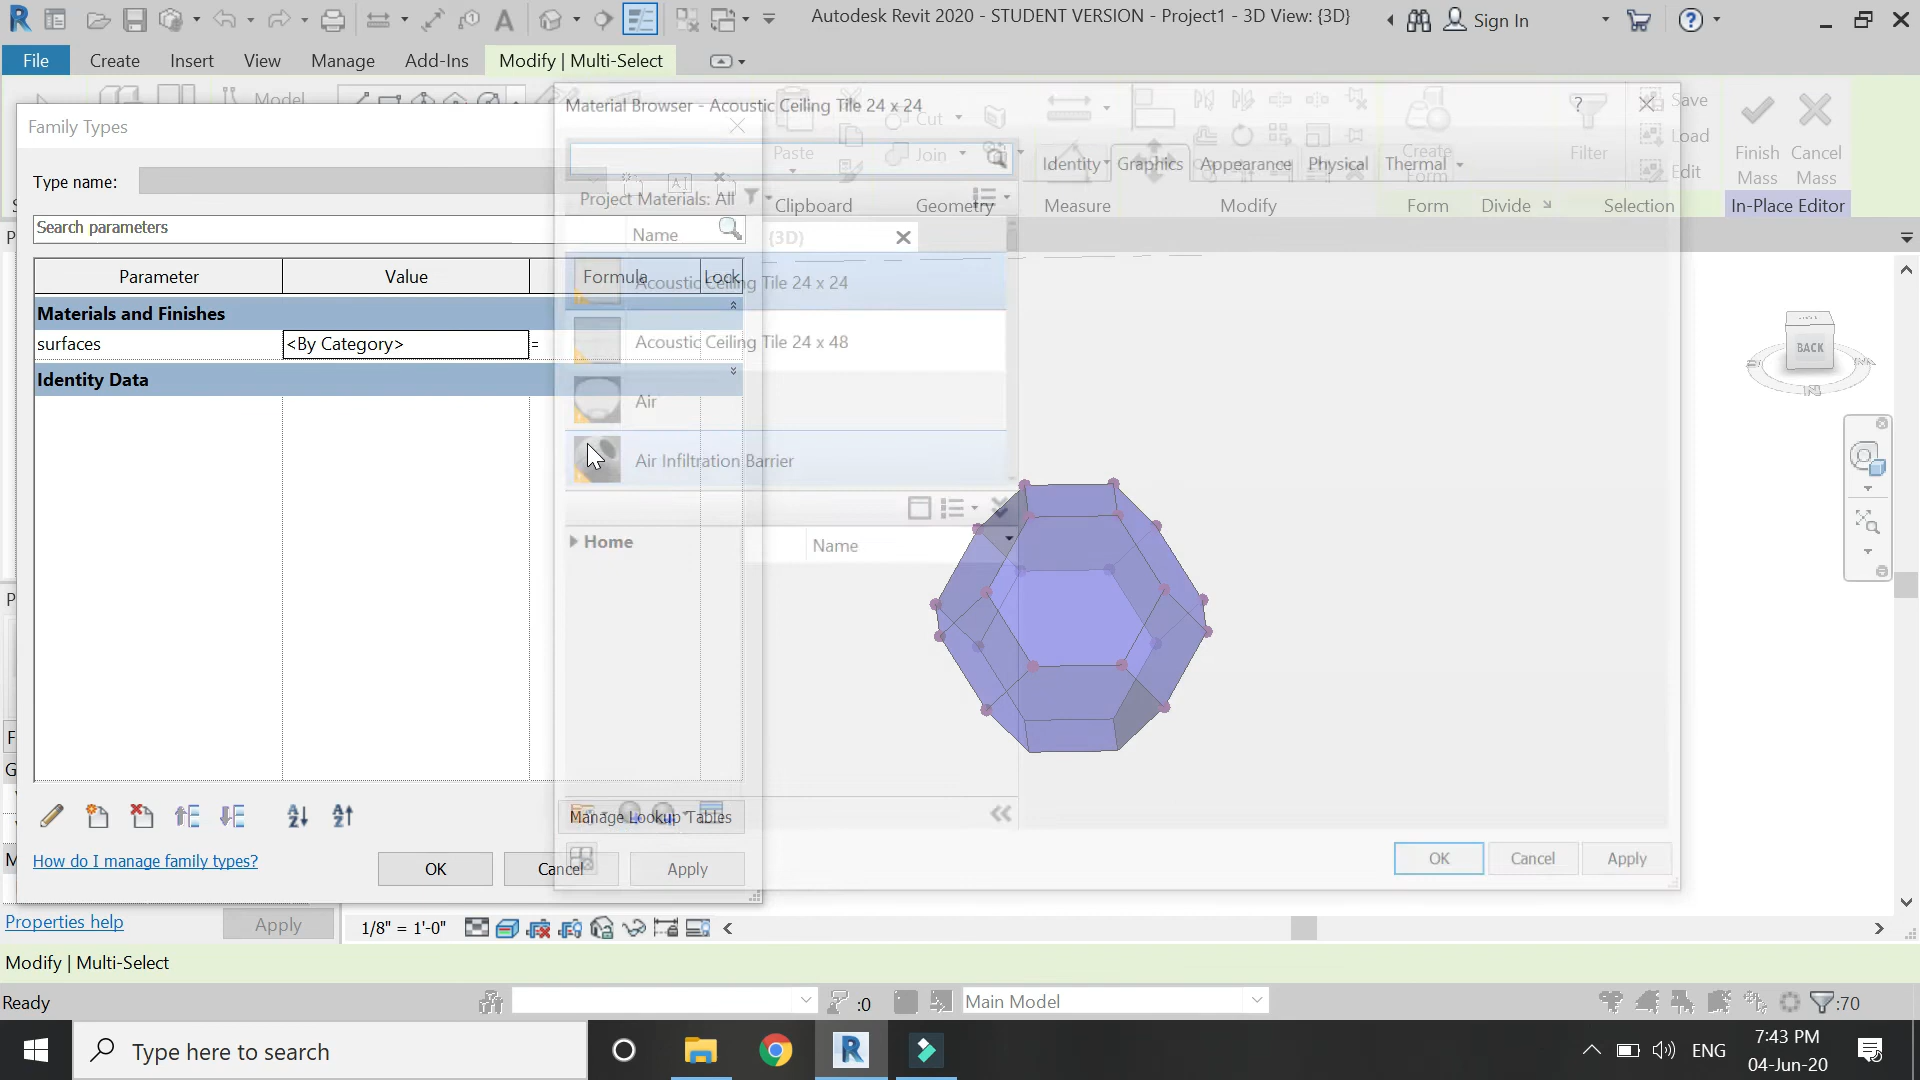 Autodesk Revit 2020 - STUDENT VERSION - Project1 - 3D View: {3D}
Sign In
File
Create
Insert
View
Manage
Add-Ins
Modify | Multi-Select
Model
Family Types
Material Browser - Acoustic Ceiling Tile 24 x 24
Cut
Join
Paste
Create
Form
Filter
Save
Load
Edit
Finish
Mass
Cancel
Mass
Identity
Graphics
Appearance
Physical
Thermal
Type name:
Project Materials: All
Clipboard
Geometry
Measure
Modify
Form
Divide
Selection
In-Place Editor
Search parameters
Name
{3D}
Parameter
Value
Formula
Lock
Acoustic Ceiling Tile 24 x 24
Materials and Finishes
surfaces
<By Category>
=
Acoustic Ceiling Tile 24 x 48
BACK
Identity Data
Air
Air Infiltration Barrier
Home
Name
Manage Lookup Tables
How do I manage family types?
OK
Cancel
Apply
OK
Cancel
Apply
Properties help
Apply
1/8" = 1'-0"
Modify | Multi-Select
Ready
:0
Main Model
:70
Type here to search
ENG
7:43 PM
04-Jun-20